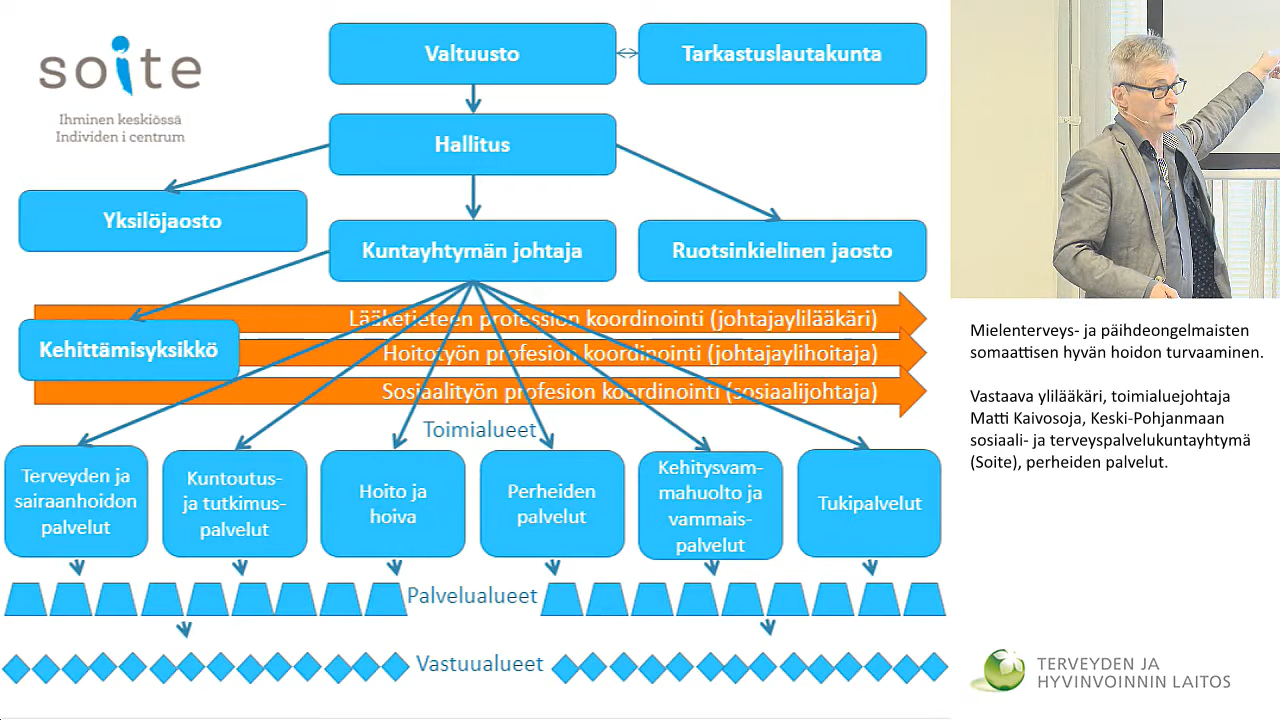 soite
Ihminen keskiössä
Individen i centrum
Valtuusto
Tarkastuslautakunta
Hallitus
Yksilöjaosto
Kuntayhtymän johtaja
Ruotsinkielinen jaosto
Lääketieteen profession koordinointi (johtajaylilääkäri)
Kehittämisyksikkö
Hoitotyön profesion koordinointi (johtajaylihoitaja)
Sosiaalityön profesion koordinointi (sosiaalijohtaja)
Toimialueet
Terveyden ja
sairaanhoidon
palvelut
Kuntoutus-
ja tutkimus-
palvelut
Hoito ja
hoiva
Perheiden
palvelut
Kehitysvam-
mahuolto ja
vammais-
palvelut
Tukipalvelut
Palvelualueet
Vastuualueet
Mielenterveys- ja päihdeongelmaisten
somaattisen hyvän hoidon turvaaminen.
Vastaava ylilääkäri, toimialuejohtaja
Matti Kaivosoja, Keski-Pohjanmaan
sosiaali- ja terveyspalvelukuntayhtymä
(Soite), perheiden palvelut.
TERVEYDEN JA
HYVINVOINNIN LAITOS